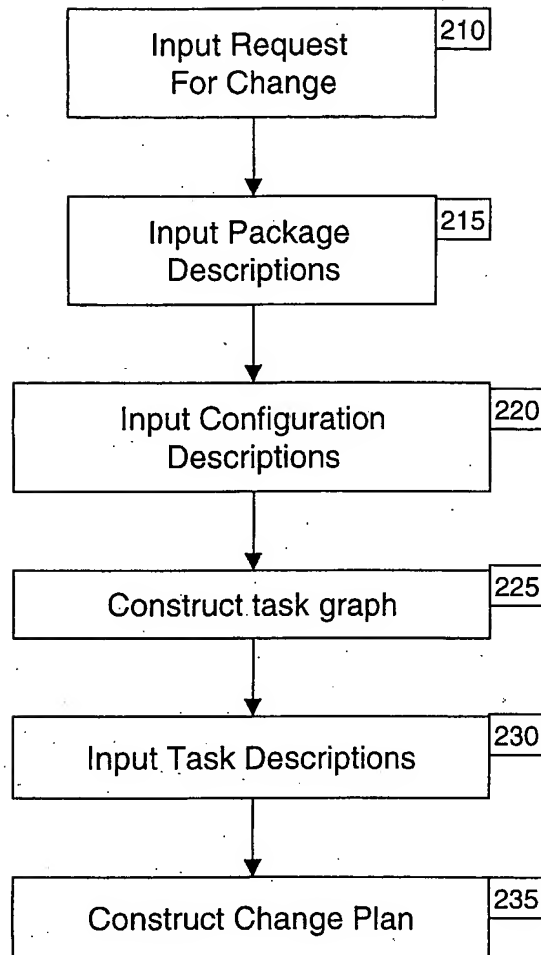 210
Input Request
For Change
215
Input Package
Descriptions
220
Input Configuration
Descriptions
225
Construct task graph
230
Input Task Descriptions
235
Construct Change Plan